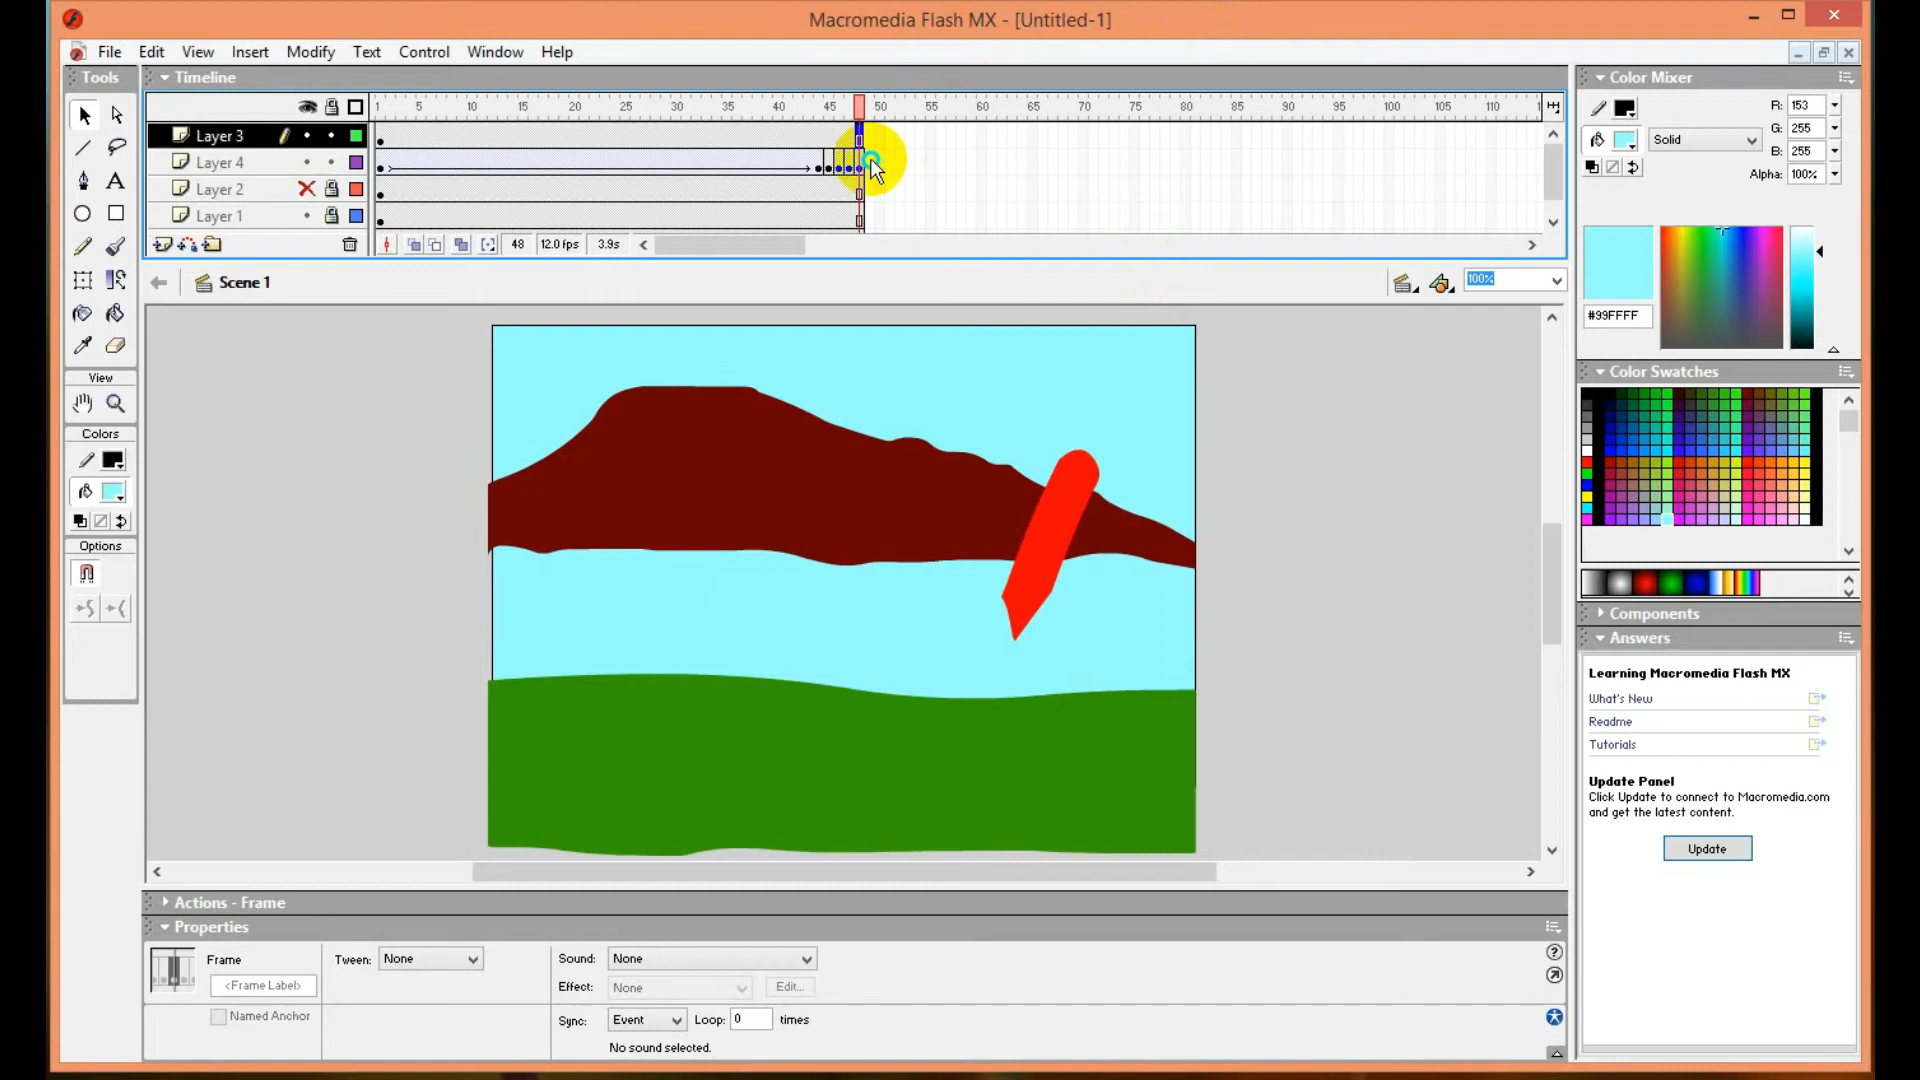 Macromedia Flash MX - [Untitled-1]
File Edit View Insert Modify Text Control Window Help
Tools
Timeline
Color Mixer
1 5 10 15 20 25 30 35 40 45 50 55 60 65 70 75 80 85 90 95 100 105 110 1
Layer 3
Layer 4
Layer 2
Layer 1
48 12.0 fps 3.9s
R: 153
G: 255
B: 255
Alpha: 100%
Solid
#99FFFF
Scene 1
100%
View
Colors
Options
Color Swatches
Components
Answers
Learning Macromedia Flash MX
What's New
Readme
Tutorials
Update Panel
Click Update to connect to Macromedia.com
and get the latest content.
Update
Actions - Frame
Properties
Frame
<Frame Label>
Named Anchor
Tween: None
Sound: None
Effect: None Edit...
Sync: Event Loop: 0 times
No sound selected.